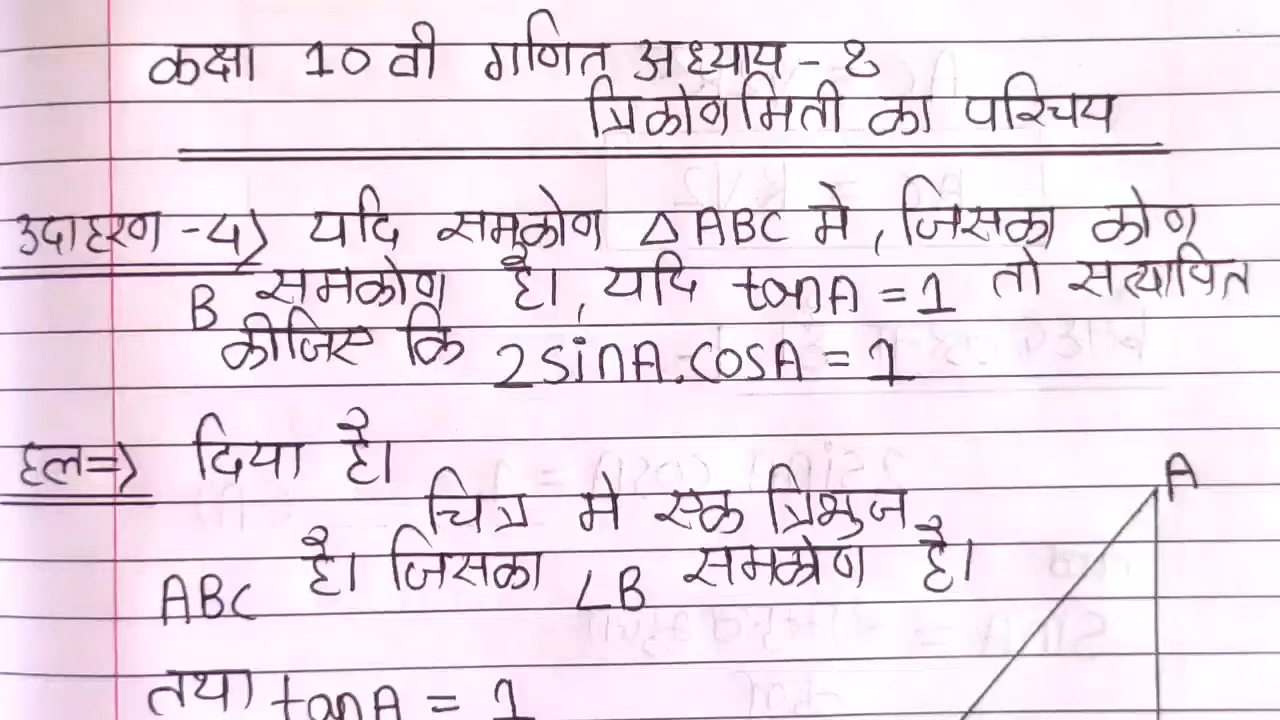 कक्षा 10 वी गणित अध्याय - 8
त्रिकोणमिती का परिचय
उदाहरण -4) यदि समकोण △ABC मे, जिसका कोण
B समकोण है।, यदि tanA = 1 तो सत्यापित
कीजिए कि 2sinA.cosA = 1
हल⇒) दिया है।
चित्र मे एक त्रिभुज
ABC है। जिसका ∠B समकोण है।
A
तथा tanA = 1